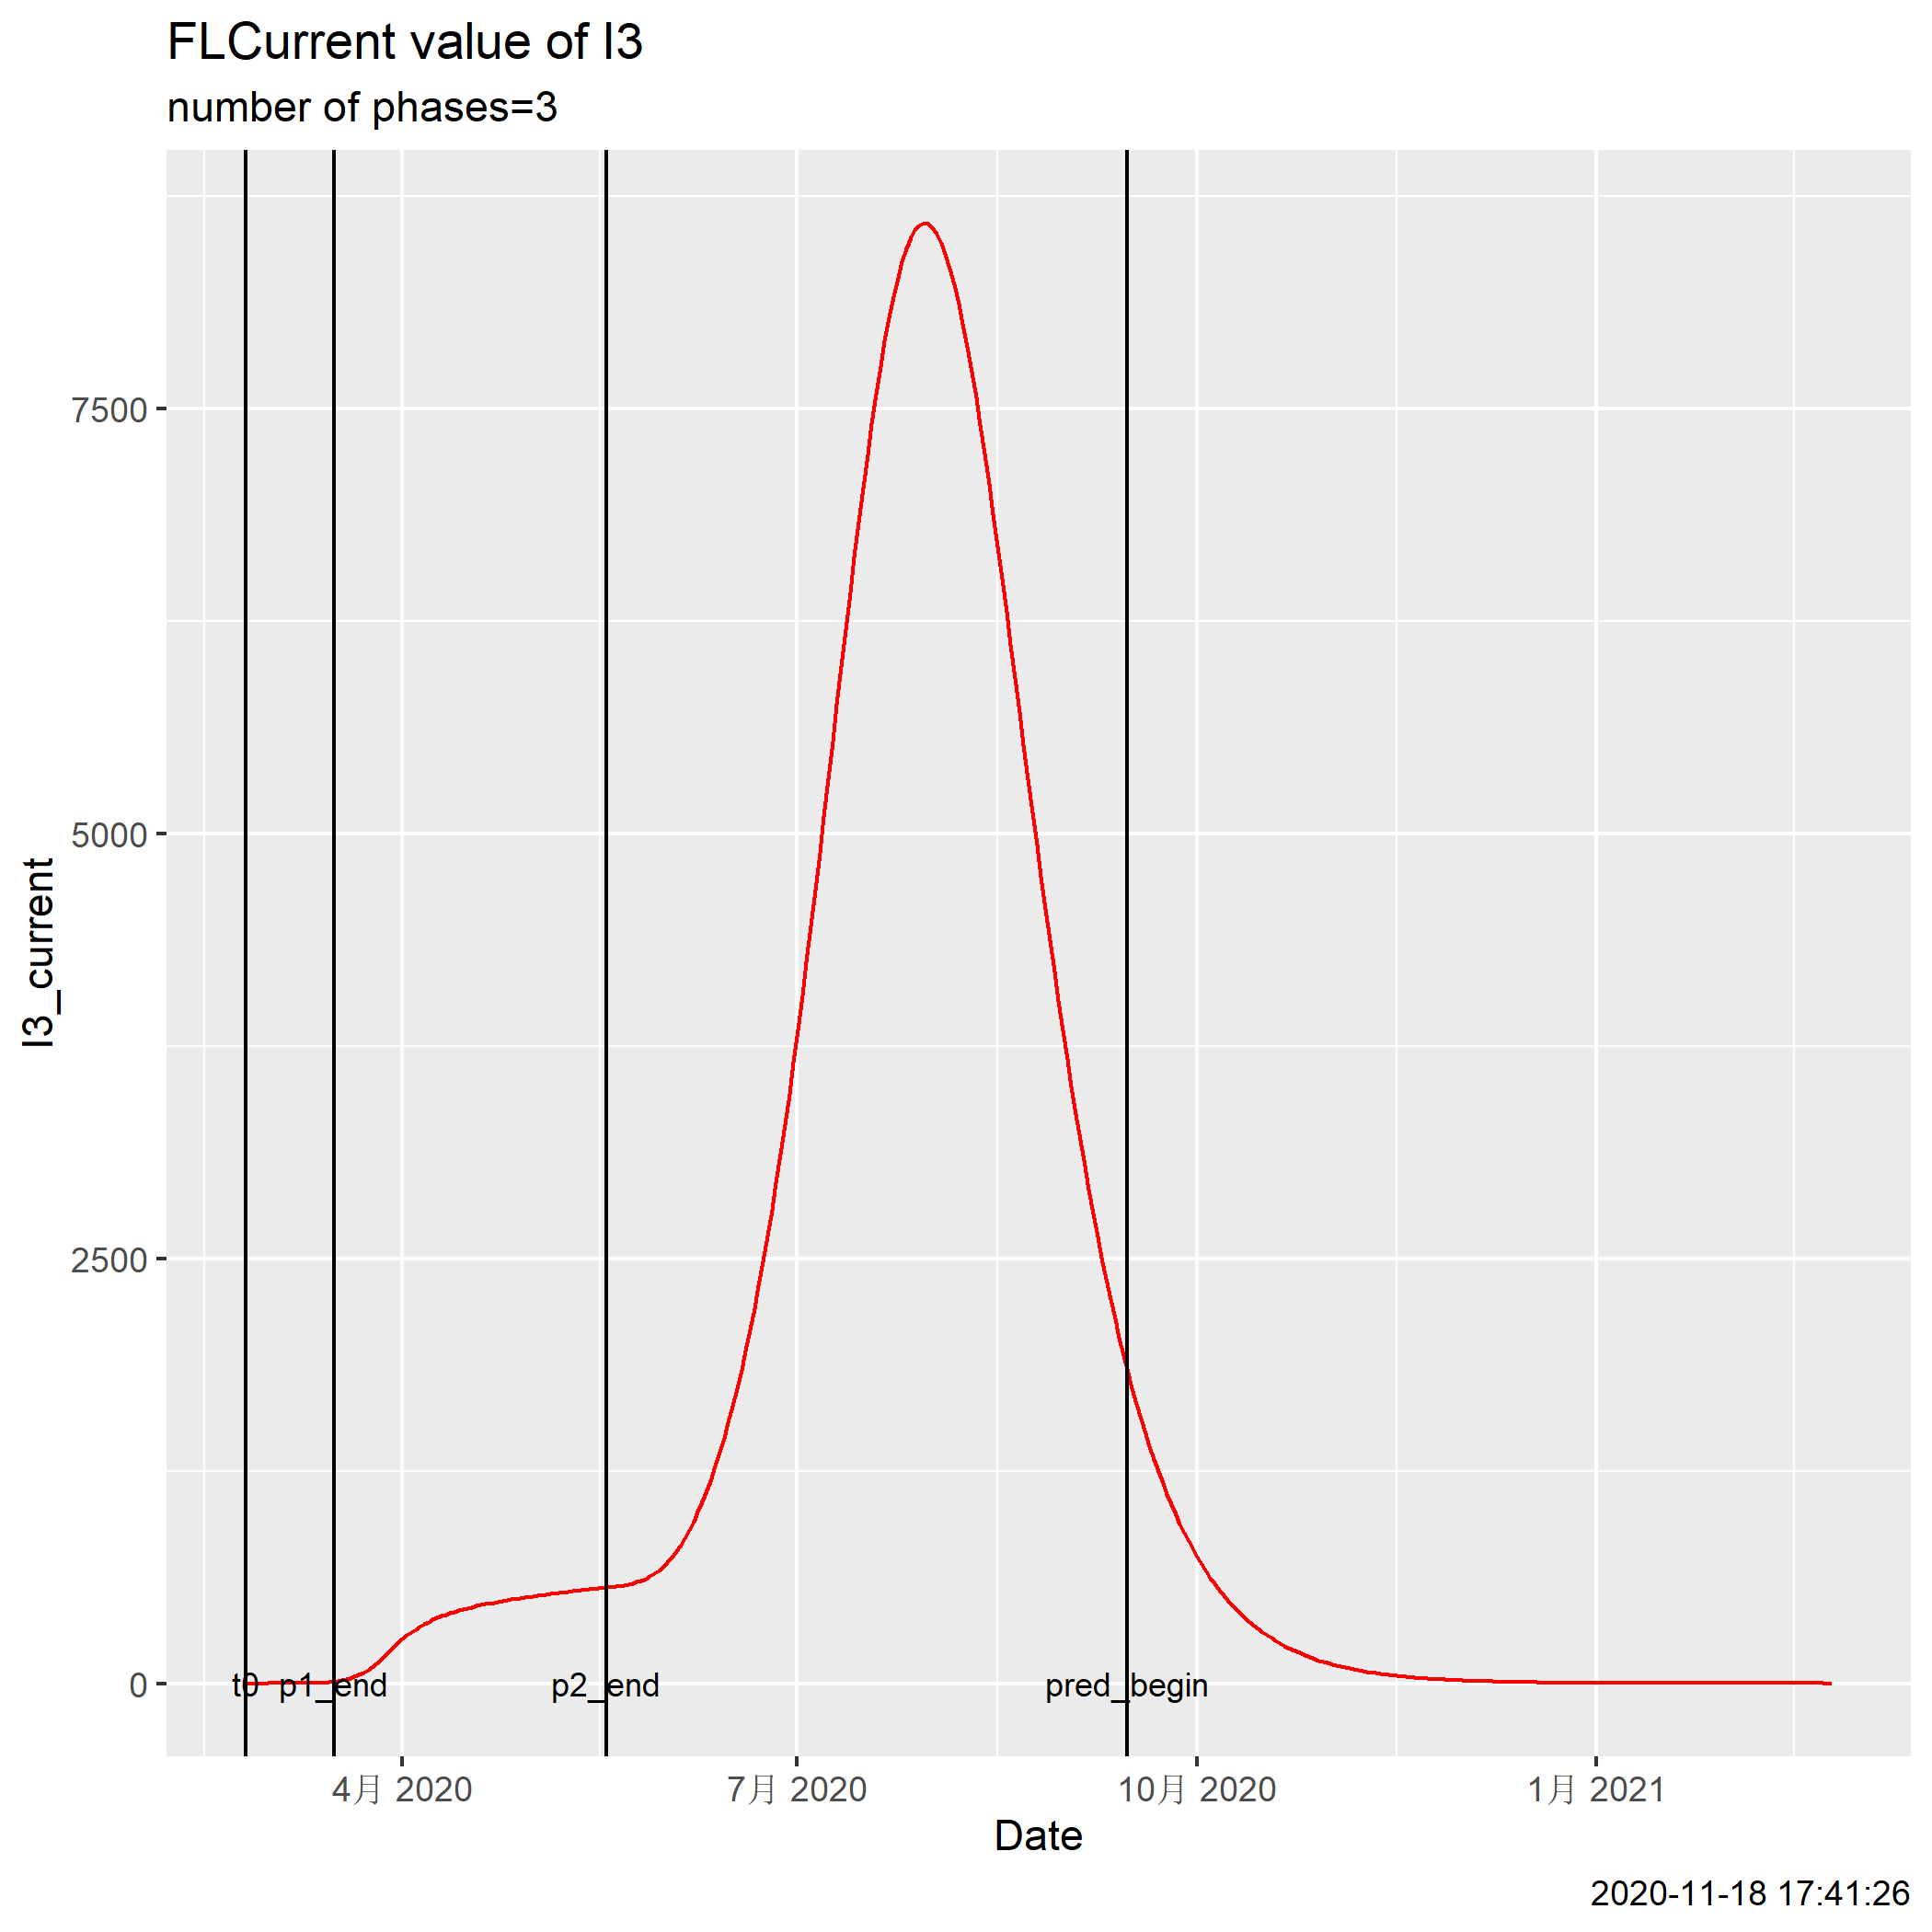 FLCurrent value of I3
number of phases=3
I3_current
7500
5000
2500
0
t0 p1_end p2_end pred_begin
4月 2020 7月 2020 10月 2020 1月 2021
Date
2020-11-18 17:41:26